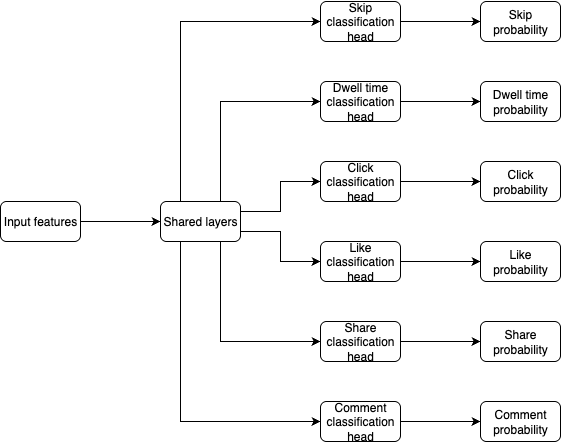 Skip
classification
head
Skip
probability
Dwell time
classification
head
Dwell time
probability
Click
classification
head
Click
probability
Input features
Shared layers
Like
classification
head
Like
probability
Share
classification
head
Share
probability
Comment
classification
head
Comment
probability